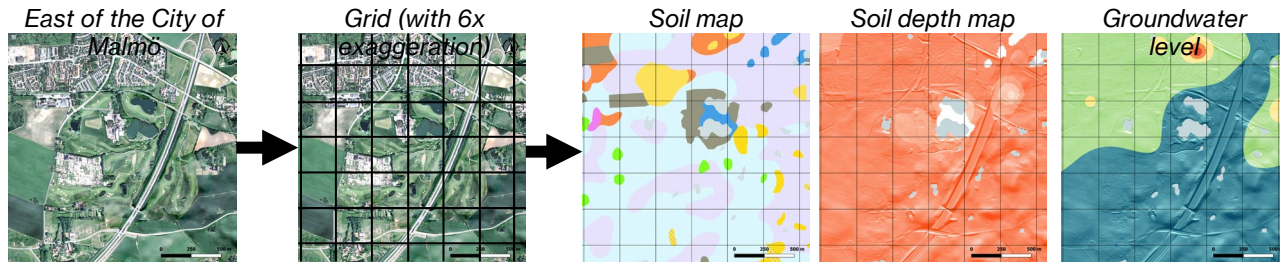 East of the City of
Malmö
Grid (with 6x
exaggeration)
Soil map
Soil depth map
Groundwater
level
0 250 500 m
0 250 500 m
0 250 500 m
0 250 500 m
0 250 500 m